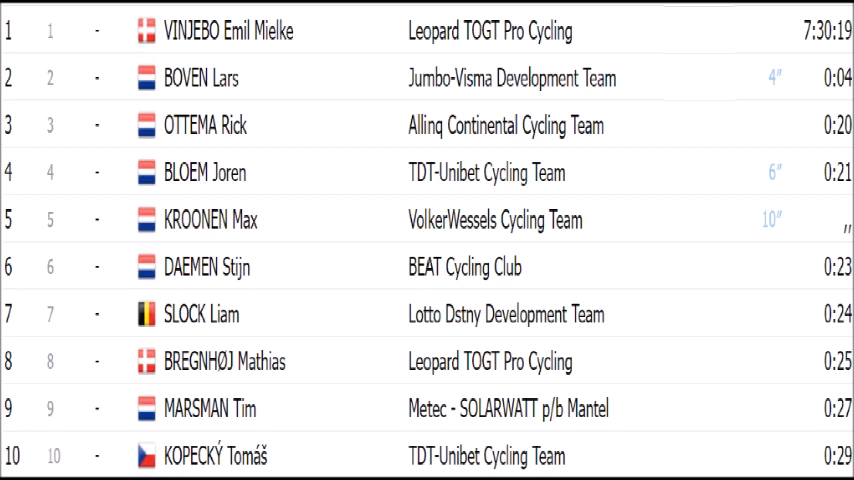 1 1 - VINJEBO Emil Mielke Leopard TOGT Pro Cycling 7:30:19
2 2 - BOVEN Lars Jumbo-Visma Development Team 4" 0:04
3 3 - OTTEMA Rick Allinq Continental Cycling Team 0:20
4 4 - BLOEM Joren TDT-Unibet Cycling Team 6" 0:21
5 5 - KROONEN Max VolkerWessels Cycling Team 10" ,,
6 6 - DAEMEN Stijn BEAT Cycling Club 0:23
7 7 - SLOCK Liam Lotto Dstny Development Team 0:24
8 8 - BREGNHØJ Mathias Leopard TOGT Pro Cycling 0:25
9 9 - MARSMAN Tim Metec - SOLARWATT p/b Mantel 0:27
10 10 - KOPECKÝ Tomáš TDT-Unibet Cycling Team 0:29